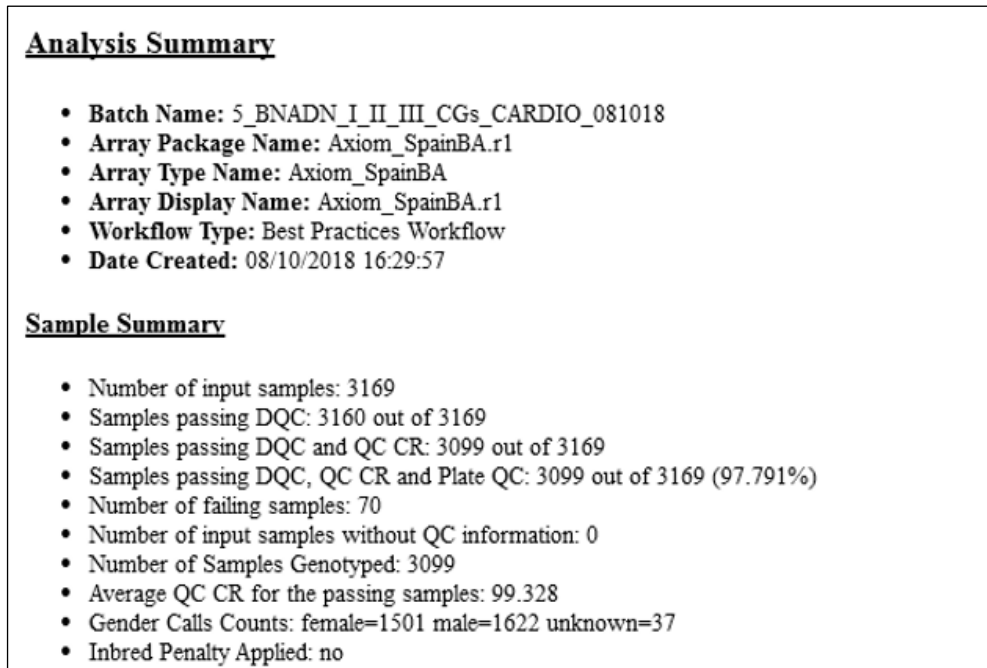 Analysis Summary
• Batch Name: 5_BNADN_I_II_III_CGs_CARDIO_081018
• Array Package Name: Axiom_SpainBA.r1
• Array Type Name: Axiom_SpainBA
• Array Display Name: Axiom_SpainBA.r1
• Workflow Type: Best Practices Workflow
• Date Created: 08/10/2018 16:29:57
Sample Summary
• Number of input samples: 3169
• Samples passing DQC: 3160 out of 3169
• Samples passing DQC and QC CR: 3099 out of 3169
• Samples passing DQC, QC CR and Plate QC: 3099 out of 3169 (97.791%)
• Number of failing samples: 70
• Number of input samples without QC information: 0
• Number of Samples Genotyped: 3099
• Average QC CR for the passing samples: 99.328
• Gender Calls Counts: female=1501 male=1622 unknown=37
• Inbred Penalty Applied: no